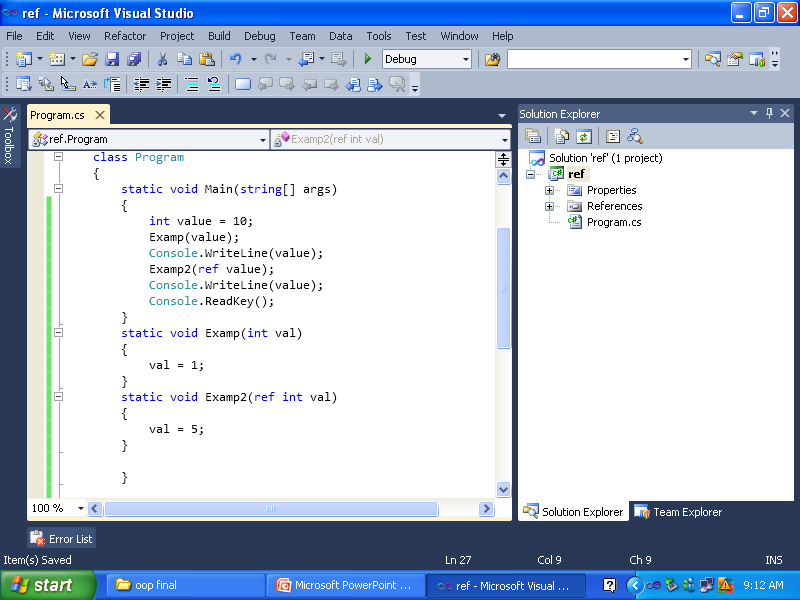 ref - Microsoft Visual Studio
File Edit View Refactor Project Build Debug Team Data Tools Test Window Help
Debug
Program.cs
Solution Explorer
Toolbox
ref.Program
Examp2(ref int val)
class Program
{
static void Main(string[] args)
{
int value = 10;
Examp(value);
Console.WriteLine(value);
Examp2(ref value);
Console.WriteLine(value);
Console.ReadKey();
}
static void Examp(int val)
{
val = 1;
}
static void Examp2(ref int val)
{
val = 5;
}
}
100 %
Solution 'ref' (1 project)
ref
Properties
References
Program.cs
Solution Explorer
Team Explorer
Error List
Item(s) Saved
Ln 27
Col 9
Ch 9
INS
start
oop final
Microsoft PowerPoint ...
ref - Microsoft Visual ...
9:12 AM